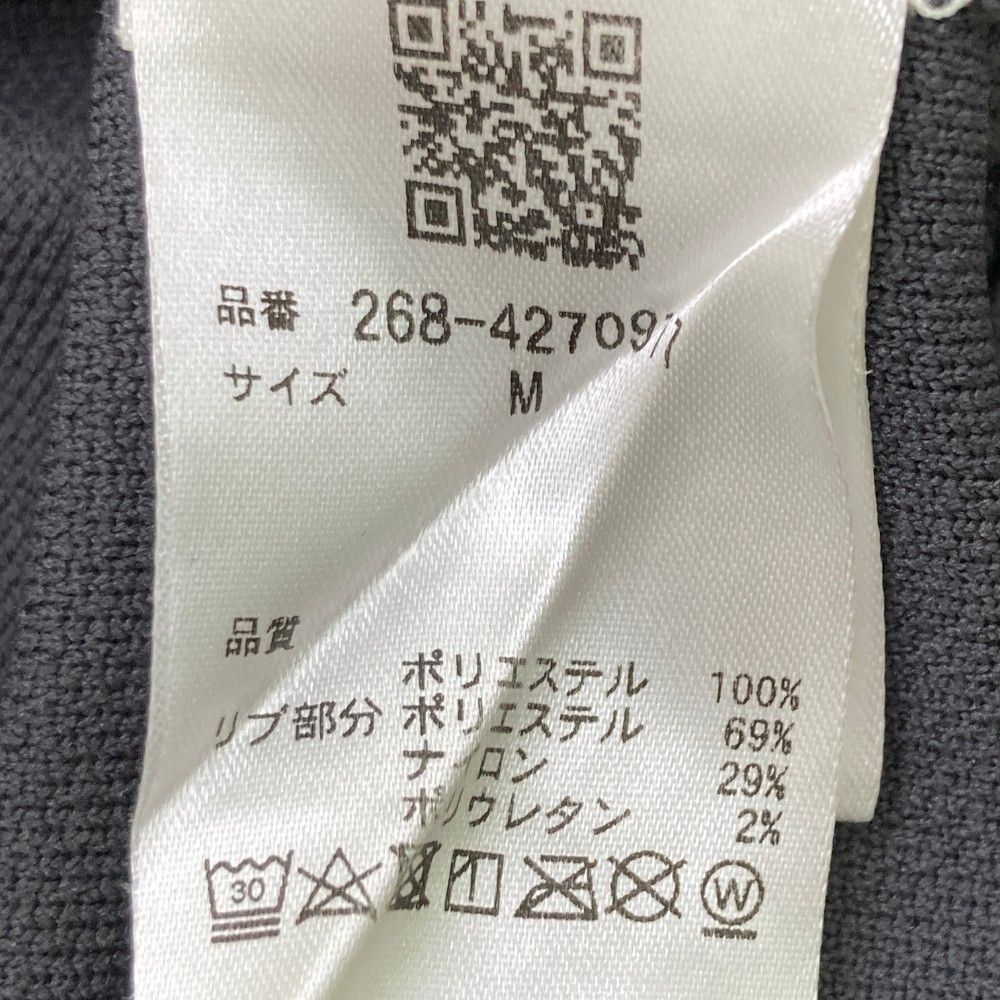 品番 268-42709
サイズ M
品質
ポリエステル 100%
リブ部分 ポリエステル 69%
ナイロン 29%
ポリウレタン 2%
30 W